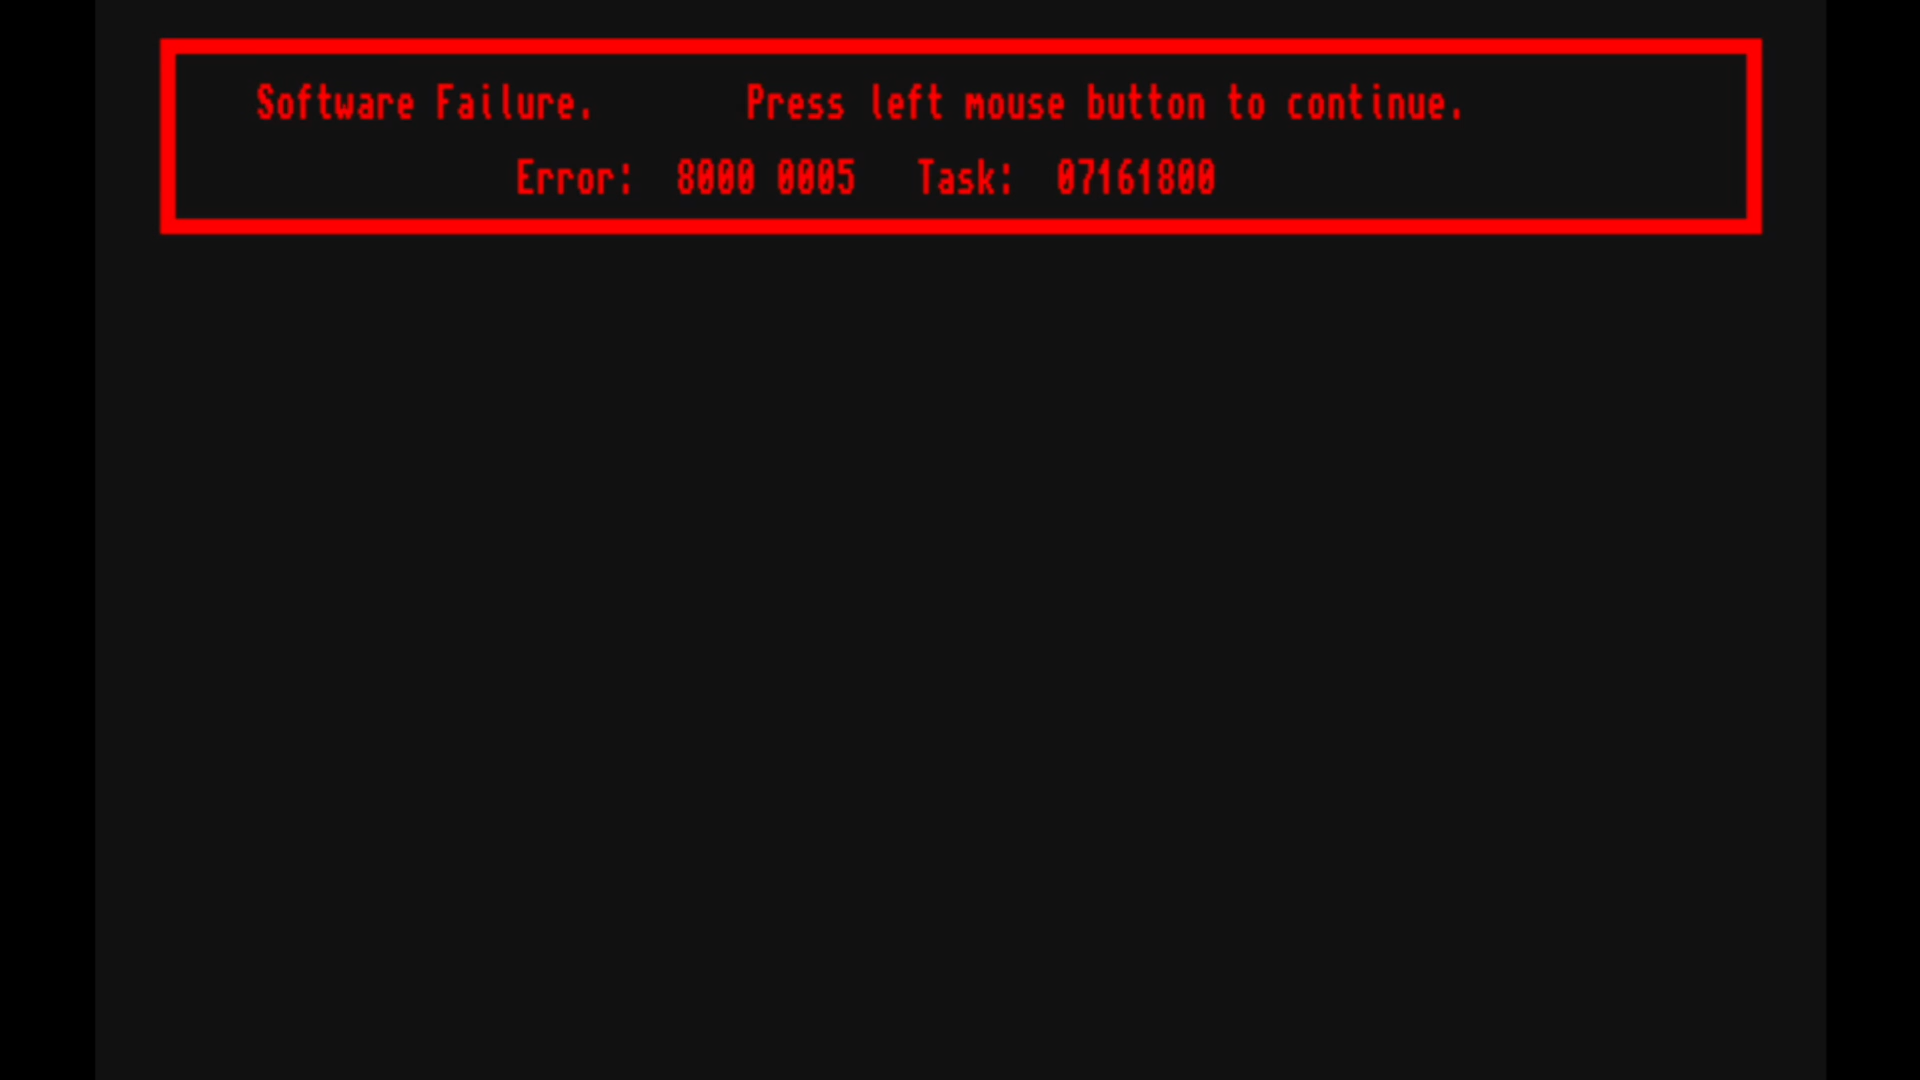 Software Failure. Press left mouse button to continue.
Error: 8000 0005 Task: 07161800